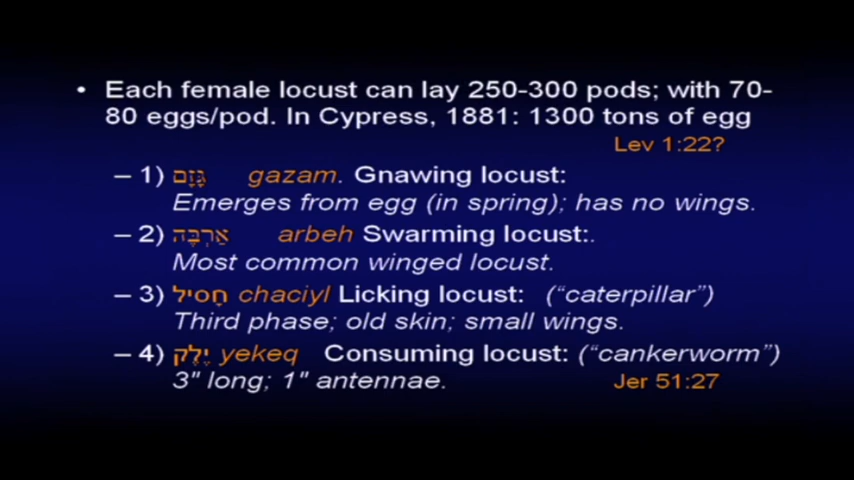 • Each female locust can lay 250-300 pods; with 70-
80 eggs/pod. In Cypress, 1881: 1300 tons of egg
Lev 1:22?
– 1) גָּזָם gazam. Gnawing locust:
Emerges from egg (in spring); has no wings.
– 2) אַרְבֶּה arbeh Swarming locust:.
Most common winged locust.
– 3) חָסִיל chaciyl Licking locust: (“caterpillar”)
Third phase; old skin; small wings.
– 4) יֶלֶק yekeq Consuming locust: (“cankerworm”)
3" long; 1" antennae.
Jer 51:27